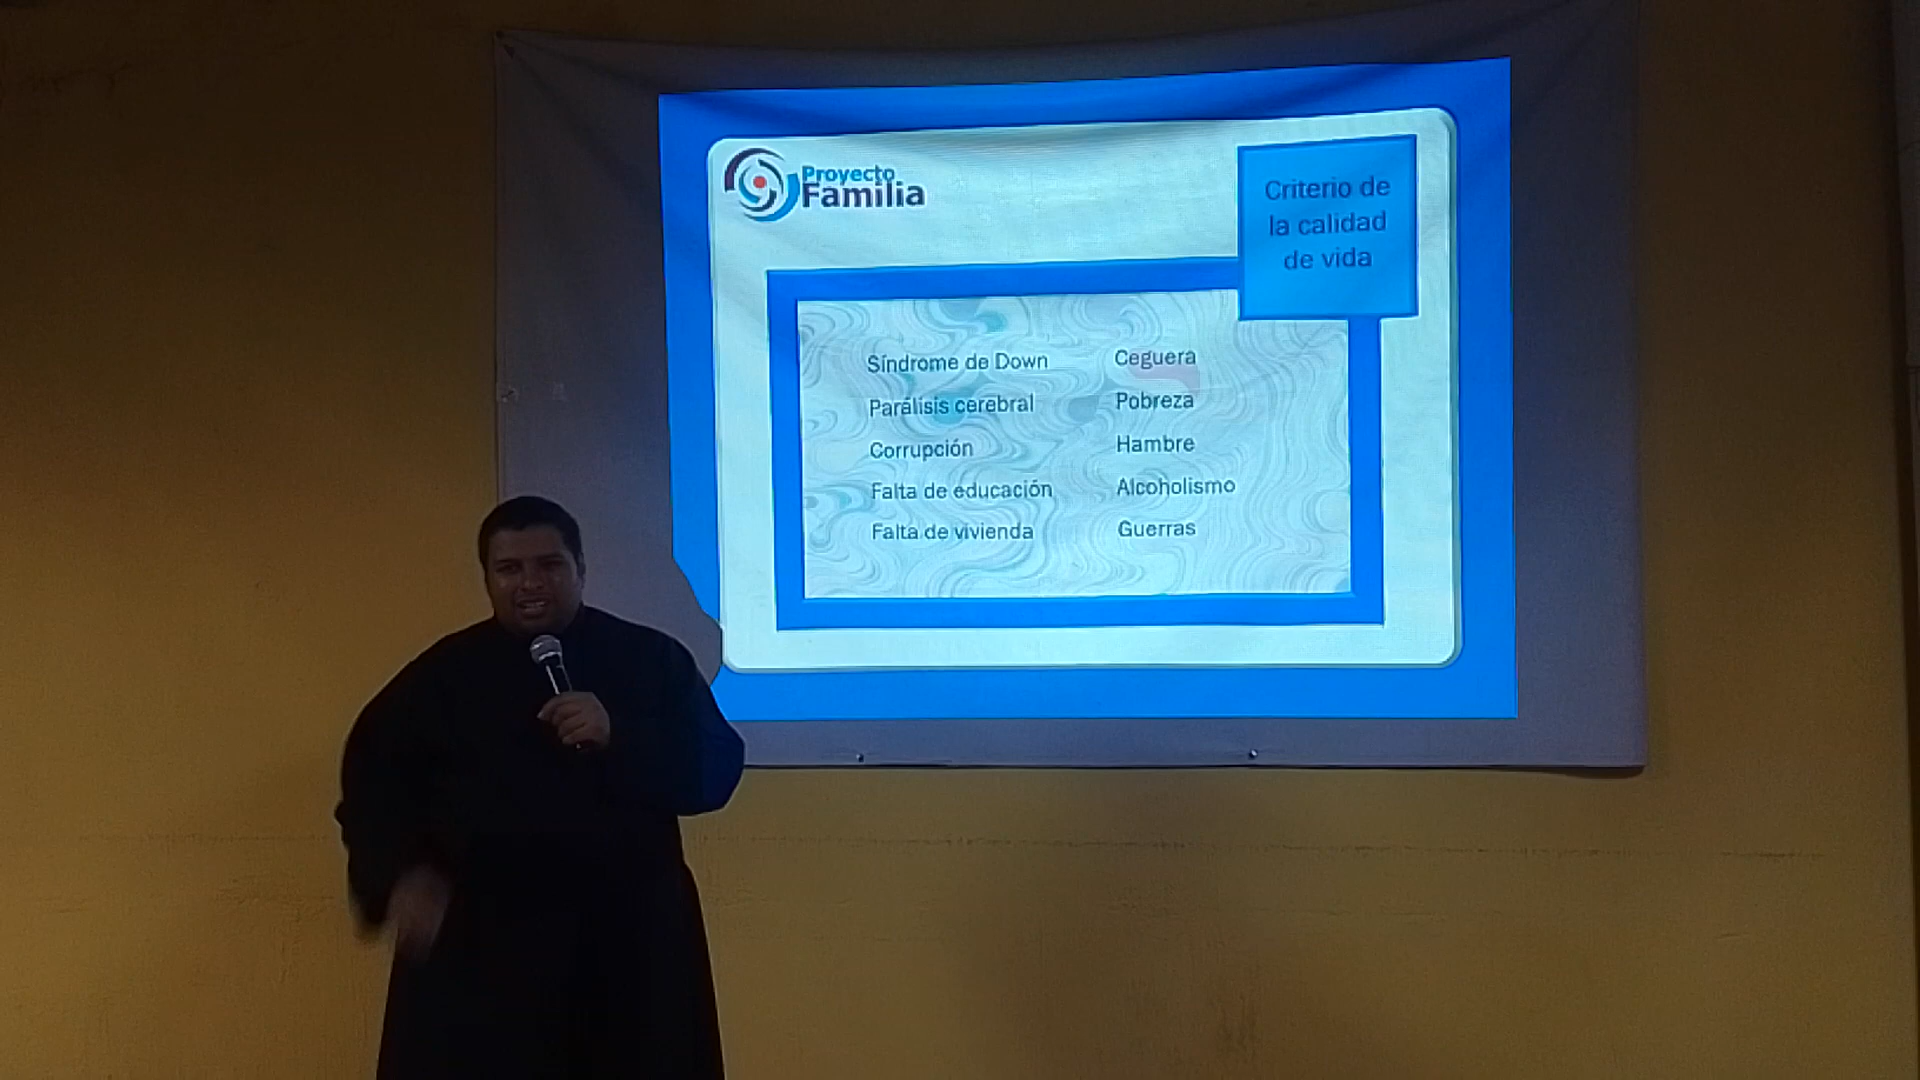 Proyecto
Familia
Criterio de
la calidad
de vida
Síndrome de Down
Parálisis cerebral
Corrupción
Falta de educación
Falta de vivienda
Ceguera
Pobreza
Hambre
Alcoholismo
Guerras